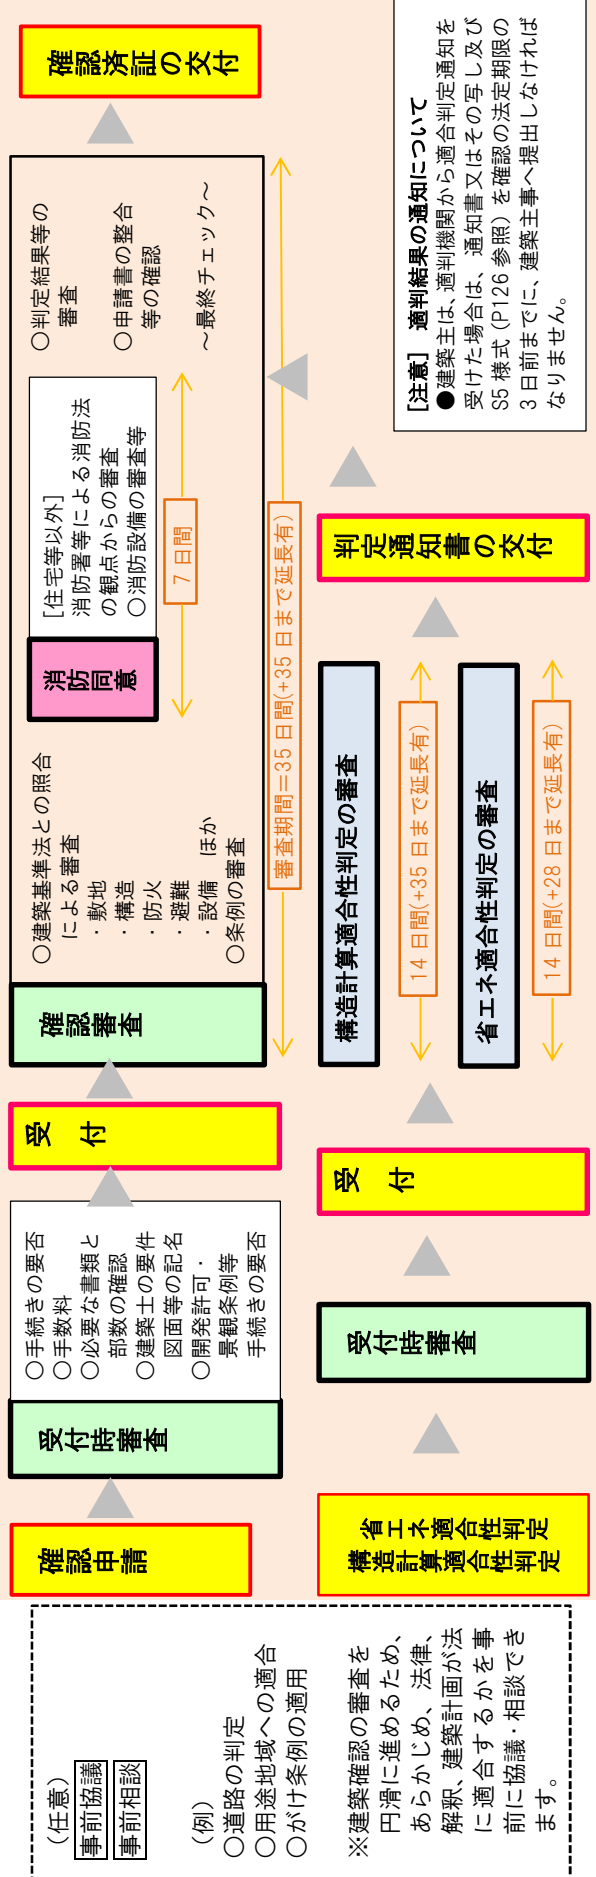 （任意）
事前協議
事前相談
（例）
〇道路の判定
〇用途地域への適合
〇がけ条例の適用
※建築確認の審査を
円滑に進めるため、
あらかじめ、法律、
解釈、建築計画が法
に適合するかを事
前に協議・相談でき
ます。
確認申請
受付時審査
〇手続きの要否
〇手数料
〇必要な書類と
部数の確認
〇建築士の要件
図面等の記名
〇開発許可・
景観条例等
手続きの要否
受　付
確認審査
〇建築基準法との照合
による審査
・敷地
・構造
・防火
・避難
・設備　ほか
〇条例の審査
消防同意
[住宅等以外]
消防署等による消防法
の観点からの審査
〇消防設備の審査等
7 日間
〇判定結果等の
審査
〇申請書の整合
等の確認
～最終チェック～
審査期間＝35 日間(+35 日まで延長有)
確認済証の交付
省エネ適合性判定
構造計算適合性判定
受付時審査
受　付
構造計算適合性判定の審査
14 日間(+35 日まで延長有)
省エネ適合性判定の審査
14 日間(+28 日まで延長有)
判定通知書の交付
[注意]　適判結果の通知について
●建築主は、適判機関から適合判定通知を
受けた場合は、通知書又はその写し及び
S5 様式（P126 参照）を確認の法定期限の
3 日前までに、建築主事へ提出しなければ
なりません。